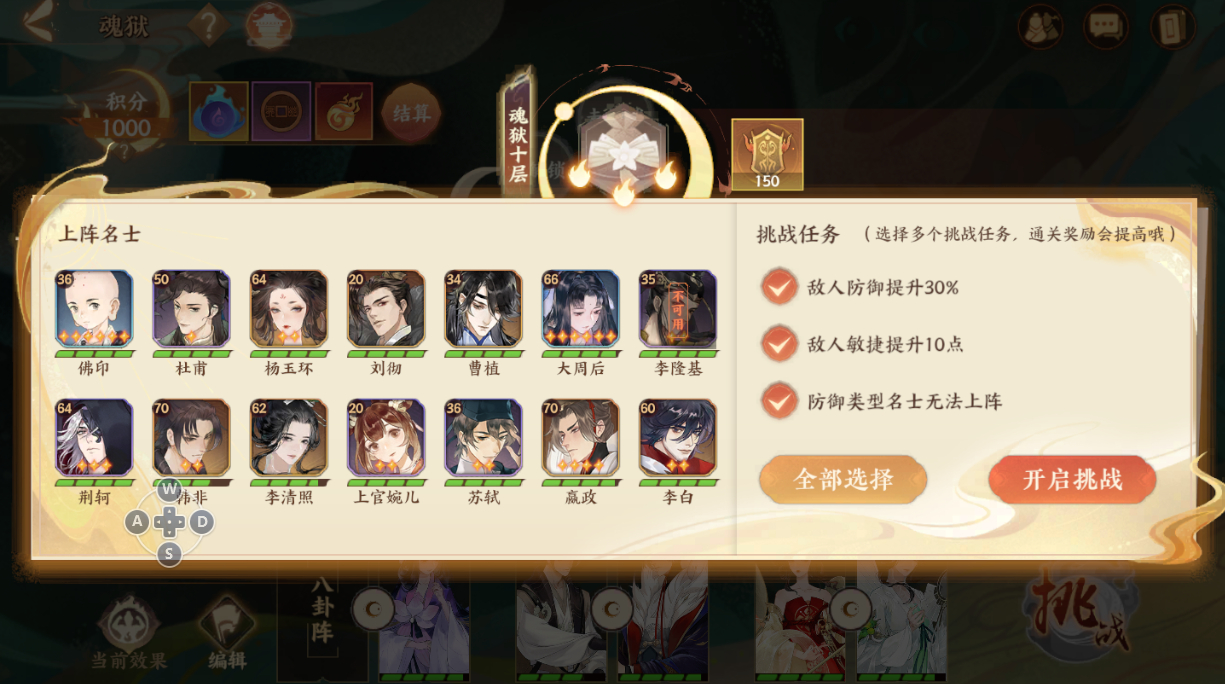 魂狱
?
积分
1000
?
结算
魂狱十层
150
上阵名士
挑战任务
(选择多个挑战任务,通关奖励会提高哦)
36
50
64
20
34
66
35
不可用
佛印
杜甫
杨玉环
刘彻
曹植
大周后
李隆基
64
70
62
20
36
70
60
荆轲
韩非
李清照
上官婉儿
苏轼
嬴政
李白
W
A
D
S
敌人防御提升30%
敌人敏捷提升10点
防御类型名士无法上阵
全部选择
开启挑战
当前效果
编辑
八卦阵
挑战